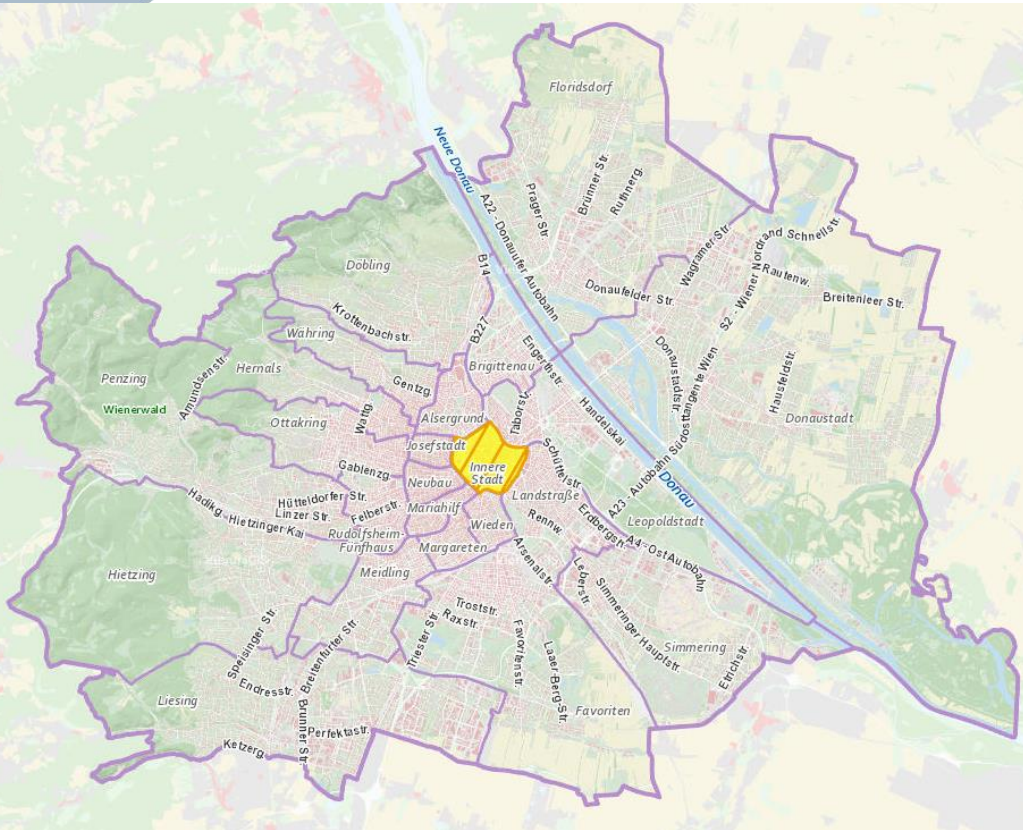 Floridsdorf
Neue Donau
Prager Str.
Brünner Str.
Ruthnerg.
A22 - Donauufer Autobahn
Wagramer Str.
S2 - Wiener Nordrand Schnellstr.
Döbling
B14
Rautenw.
Donaufelder Str.
Breitenleer Str.
Krottenbachstr.
B227
Währing
Engerthstr.
Amundsenstr.
Hernals
Brigittenau
Donaustadtstr.
Hausfeldstr.
Penzing
Wienerwald
Gentzg.
Taborstr.
Handelskai
Ottakring
Wattg.
Alsergrund
Donaustadt
Josefstadt
Schüttelstr.
A23 - Autobahn Südosttangente Wien
Gablenzg.
Innere
Stadt
Neubau
Donau
Hadikg.-Hietzinger-Kai
Hütteldorfer Str.
Linzer Str.
Felberstr.
Mariahilf
Landstraße
Wieden
Rennw.
Erdbergstr.
Leopoldstadt
Rudolfsheim-
Fünfhaus
Margareten
Arsenalstr.
A4 - Ost Autobahn
Hietzing
Meidling
Leberstr.
Simmeringer Hauptstr.
Troststr.
Raxstr.
Speisinger Str.
Breitenfurter Str.
Triester Str.
Favoritenstr.
Laaer-Berg-Str.
Simmering
Etrichstr.
Liesing
Endresstr.
Brunner Str.
Favoriten
Perfektastr.
Ketzerg.